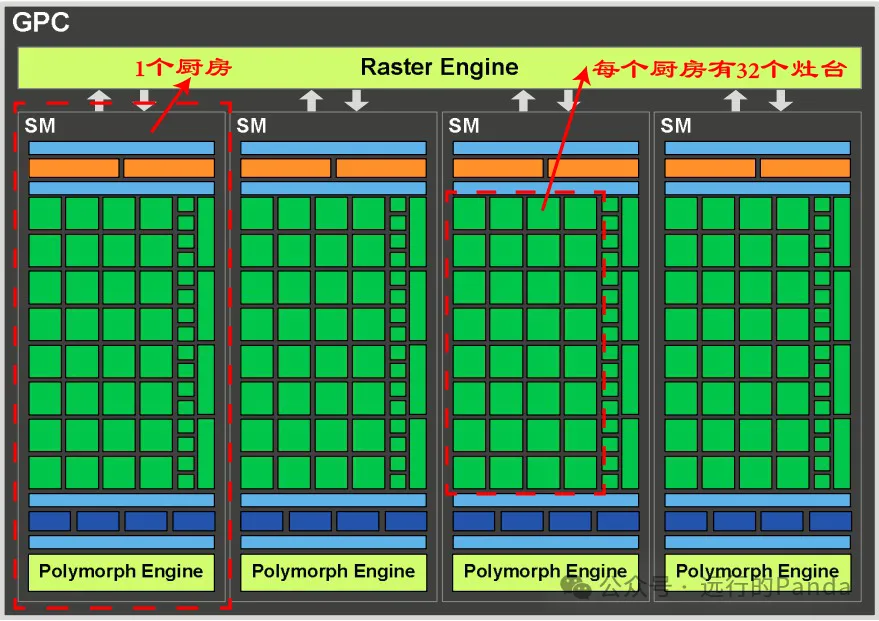 GPC
1个厨房
Raster Engine
每个厨房有32个灶台
SM
SM
SM
SM
Polymorph Engine
Polymorph Engine
Polymorph Engine
Polymorph Engine
公众号 · 远行的Panda